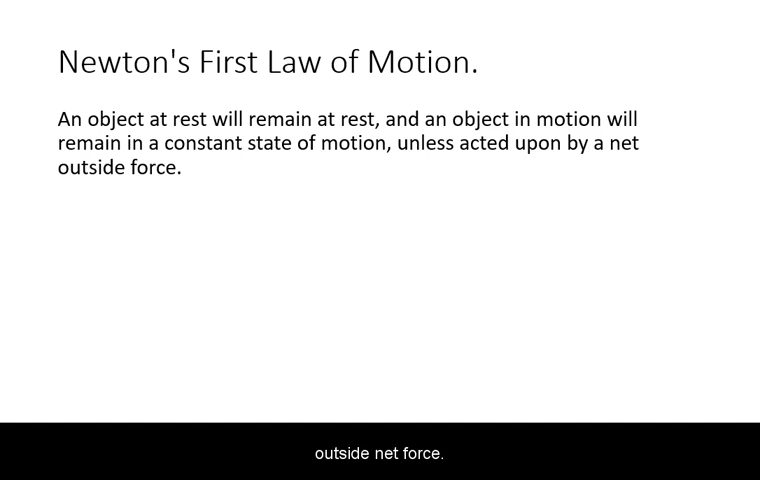 Newton's First Law of Motion.
An object at rest will remain at rest, and an object in motion will
remain in a constant state of motion, unless acted upon by a net
outside force.
outside net force.